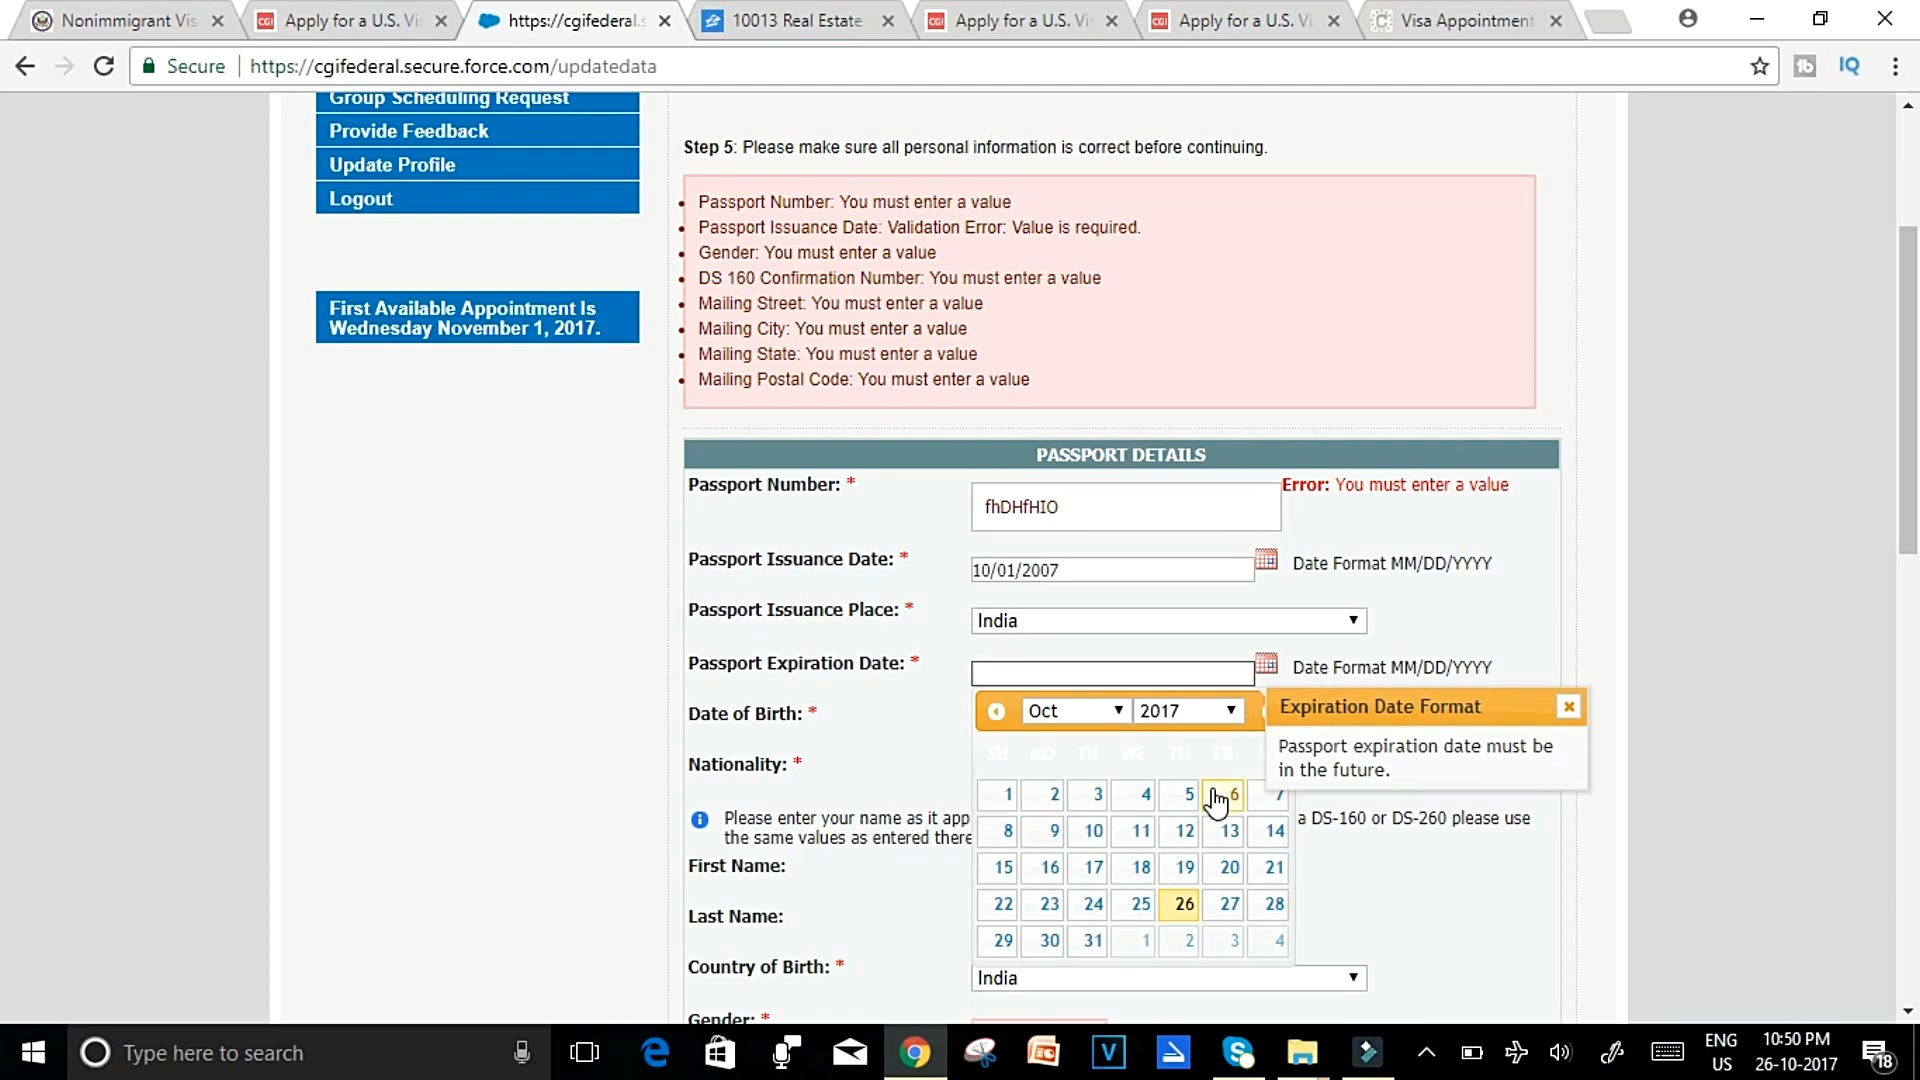 Nonimmigrant Vis
Apply for a U.S. Vi
https://cgifederal.s
10013 Real Estate
Apply for a U.S. Vi
Apply for a U.S. Vi
Visa Appointment
Secure
https://cgifederal.secure.force.com/updatedata
Group Scheduling Request
Provide Feedback
Update Profile
Logout
First Available Appointment Is
Wednesday November 1, 2017.
Step 5: Please make sure all personal information is correct before continuing.
Passport Number: You must enter a value
Passport Issuance Date: Validation Error: Value is required.
Gender: You must enter a value
DS 160 Confirmation Number: You must enter a value
Mailing Street: You must enter a value
Mailing City: You must enter a value
Mailing State: You must enter a value
Mailing Postal Code: You must enter a value
PASSPORT DETAILS
Passport Number: * fhDHfHIO Error: You must enter a value
Passport Issuance Date: * 10/01/2007 Date Format MM/DD/YYYY
Passport Issuance Place: * India
Passport Expiration Date: * Date Format MM/DD/YYYY
Date of Birth: *
Nationality: *
Oct 2017
SU MO TU WE TH FR S
1 2 3 4 5 6 7
8 9 10 11 12 13 14
15 16 17 18 19 20 21
22 23 24 25 26 27 28
29 30 31 1 2 3 4
Expiration Date Format
Passport expiration date must be
in the future.
Please enter your name as it app a DS-160 or DS-260 please use
the same values as entered there
First Name:
Last Name:
Country of Birth: * India
Gender: *
Type here to search
ENG
US
10:50 PM
26-10-2017
18